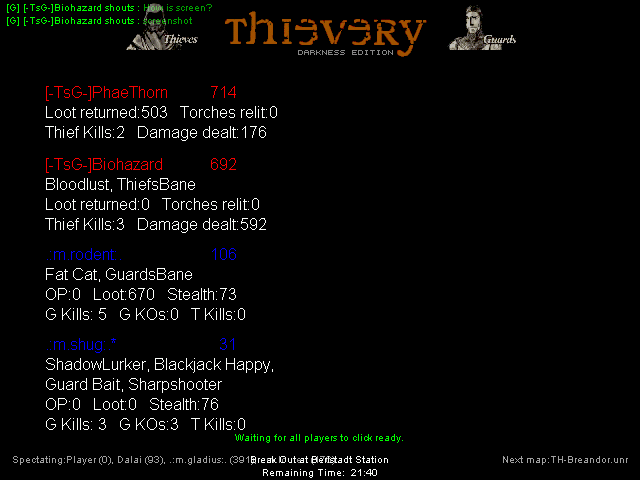 [G] [-TsG-]Biohazard shouts : how is screen?
[G] [-TsG-]Biohazard shouts : screenshot
Thieves
Thievery
Guards
DARKNESS EDITION
[-TsG-]PhaeThorn 714
Loot returned:503 Torches relit:0
Thief Kills:2 Damage dealt:176
[-TsG-]Biohazard 692
Bloodlust, ThiefsBane
Loot returned:0 Torches relit:0
Thief Kills:3 Damage dealt:592
.:m.rodent:. 106
Fat Cat, GuardsBane
OP:0 Loot:670 Stealth:73
G Kills: 5 G KOs:0 T Kills:0
.:m.shug:.* 31
ShadowLurker, Blackjack Happy,
Guard Bait, Sharpshooter
OP:0 Loot:0 Stealth:76
G Kills: 3 G KOs:3 T Kills:0
Waiting for all players to click ready.
Spectating:Player (0), Dalai (93), .:m.gladius:. (391)
Break Out at Beilstadt Station
Next map:TH-Breandor.unr
Remaining Time: 21:40